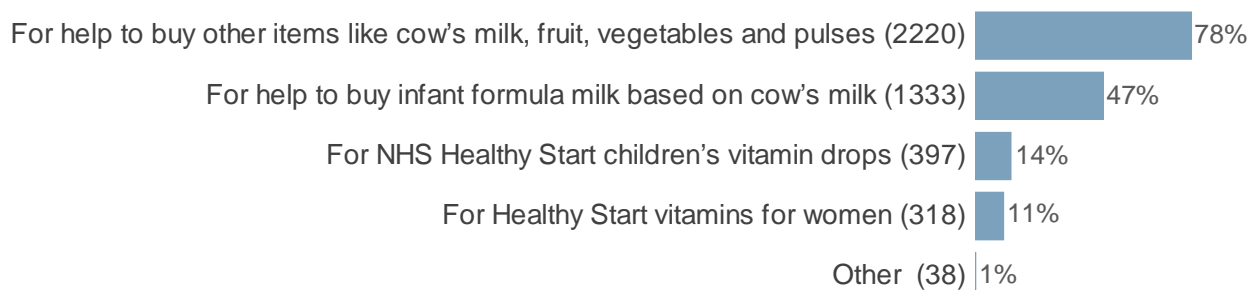 For help to buy other items like cow’s milk, fruit, vegetables and pulses (2220) 78%
For help to buy infant formula milk based on cow’s milk (1333) 47%
For NHS Healthy Start children’s vitamin drops (397) 14%
For Healthy Start vitamins for women (318) 11%
Other (38) 1%